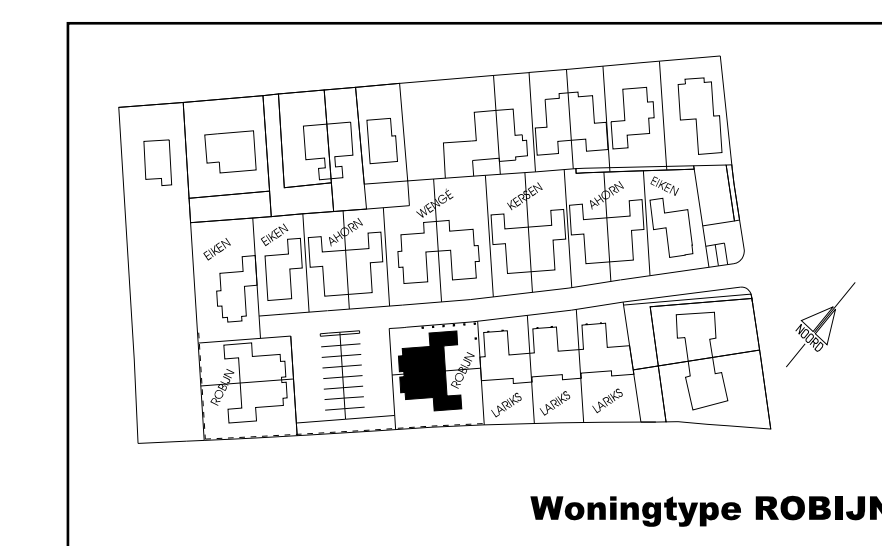 EIKEN
EIKEN
AHORN
WENGÉ
KERSEN
AHORN
EIKEN
NOORD
ROBIJN
ROBIJN
LARIKS
LARIKS
LARIKS
Woningtype ROBIJN